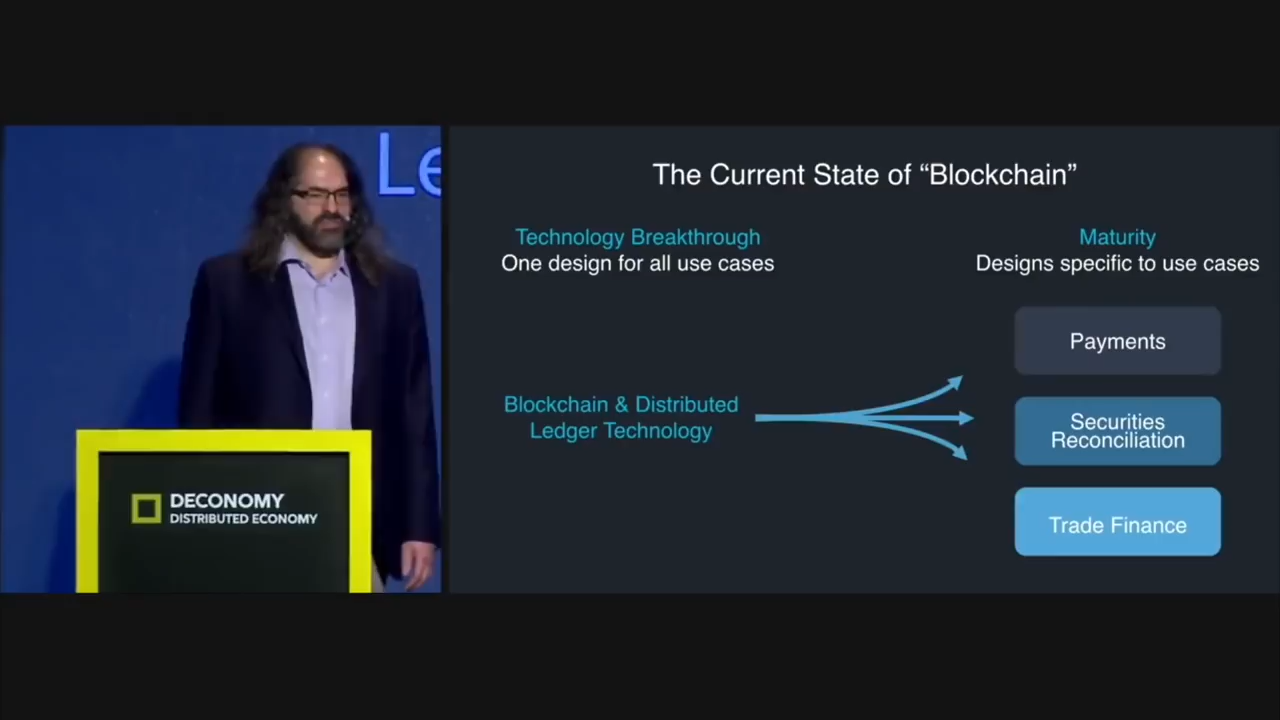 Le
DECONOMY
DISTRIBUTED ECONOMY
The Current State of “Blockchain”
Technology Breakthrough
One design for all use cases
Maturity
Designs specific to use cases
Blockchain & Distributed
Ledger Technology
Payments
Securities
Reconciliation
Trade Finance